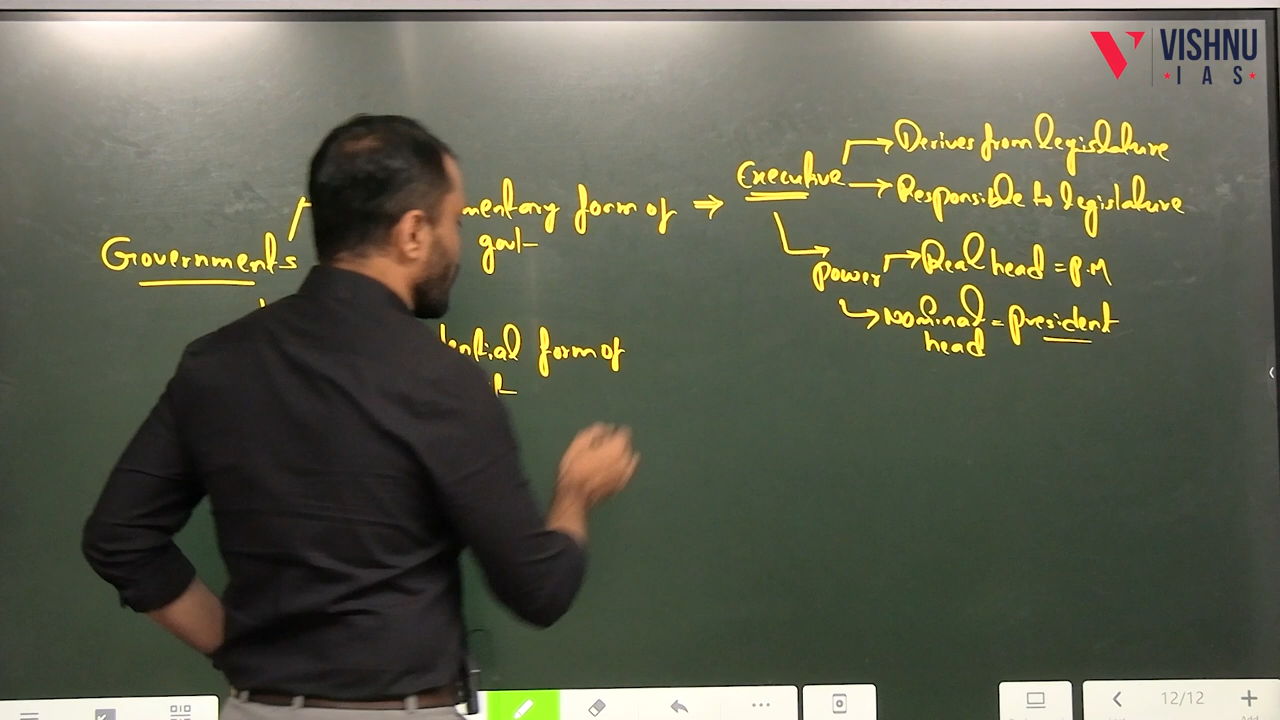 VISHNU
IAS
Derives from legislature
Executive
Responsible to legislature
form of
govt
Governments
Power
Real head = P.M
Nominal = president
head
form of
12/12